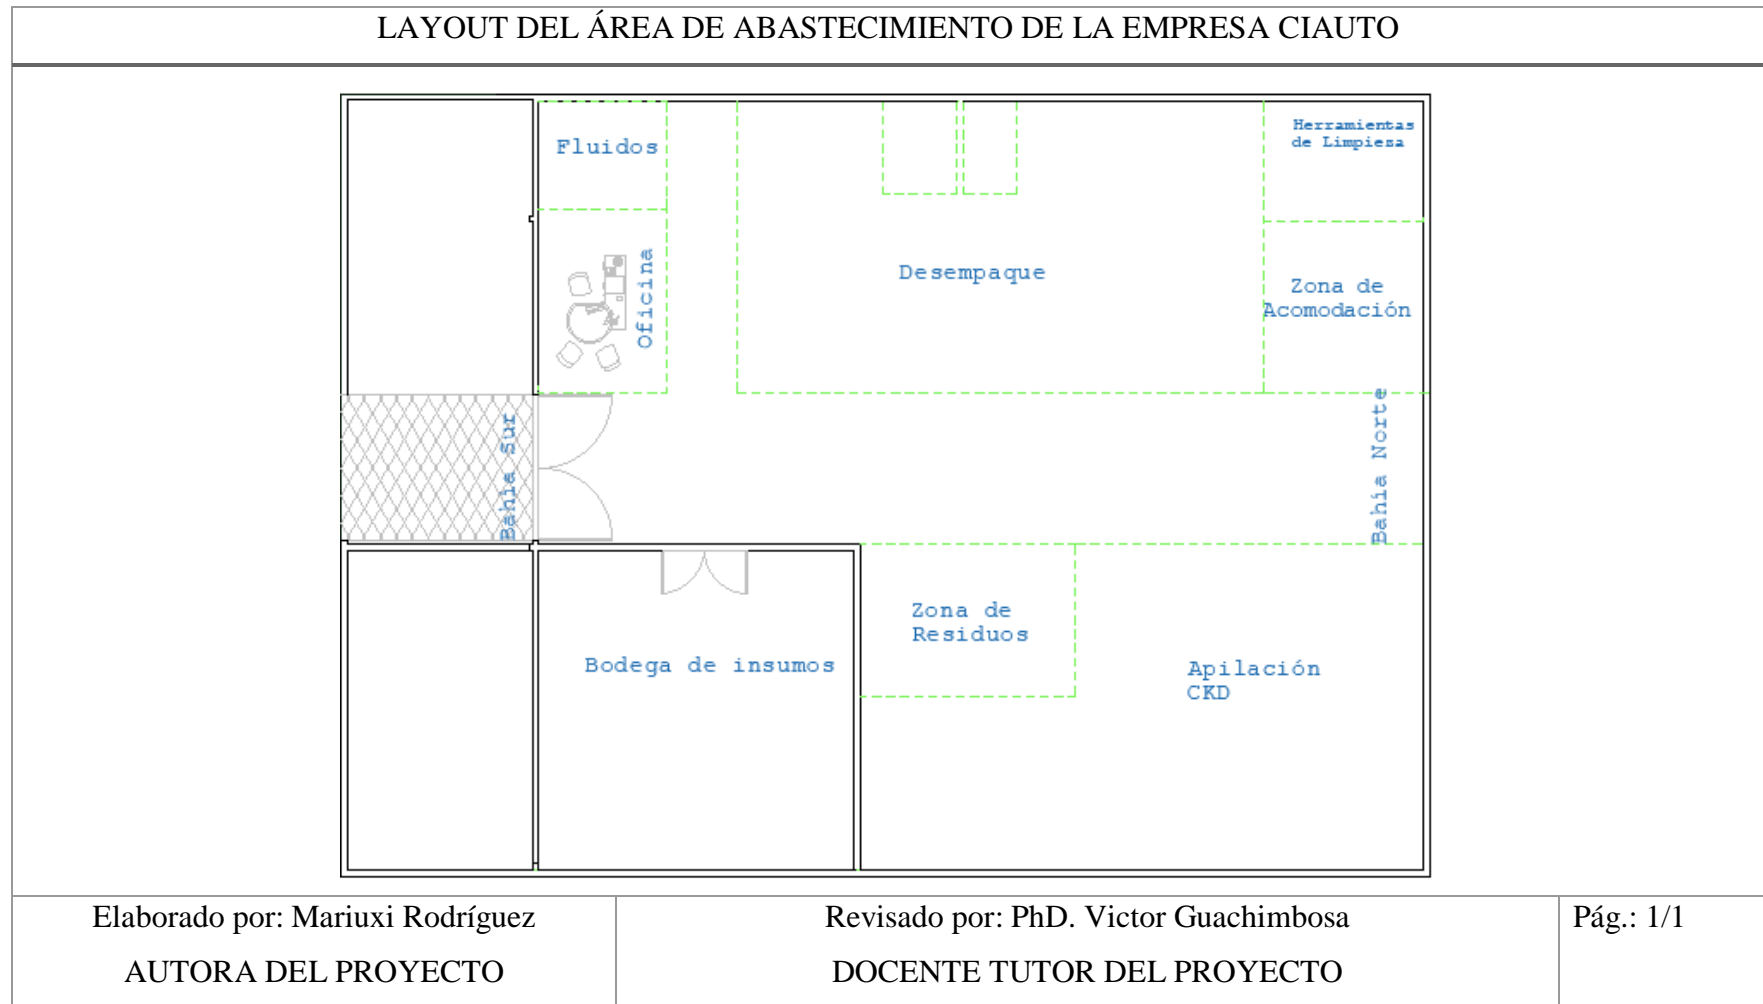 LAYOUT DEL ÁREA DE ABASTECIMIENTO DE LA EMPRESA CIAUTO
Fluidos
Herramientas
de Limpiesa
Oficina
Desempaque
Zona de
Acomodación
Bahia Sur
Bahía Norte
Zona de
Residuos
Bodega de insumos
Apilación
CKD
Elaborado por: Mariuxi Rodríguez
AUTORA DEL PROYECTO
Revisado por: PhD. Victor Guachimbosa
DOCENTE TUTOR DEL PROYECTO
Pág.: 1/1